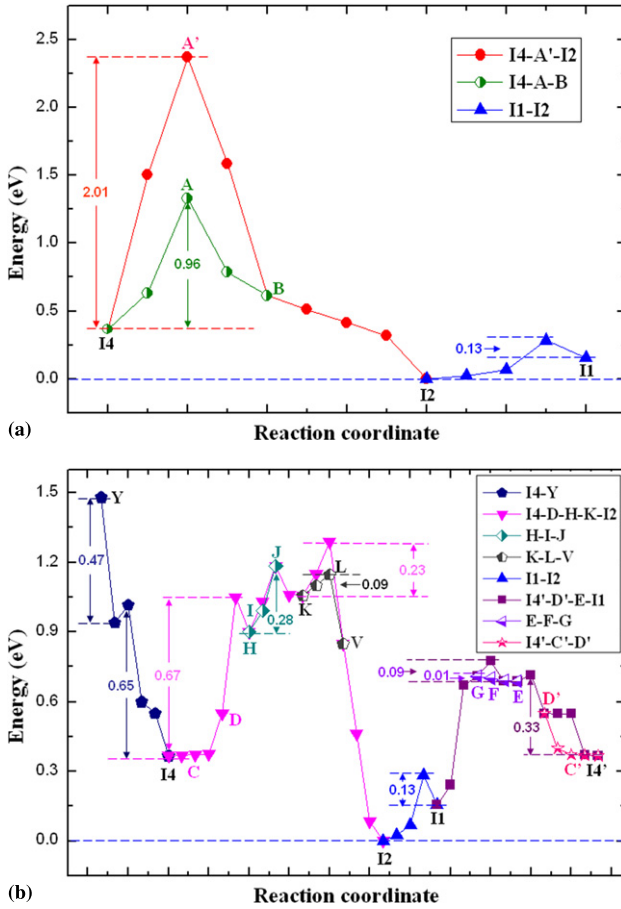 A'
2.5
2.0
1.5
1.0
0.5
0.0
Energy (eV)
I4-A'-I2
I4-A-B
I1-I2
2.01
A
0.96
B
I4
0.13
I2
I1
Reaction coordinate
(a)
1.5
1.2
0.9
0.6
0.3
0.0
Energy (eV)
I4-Y
I4-D-H-K-I2
H-I-J
K-L-V
I1-I2
I4'-D'-E-I1
E-F-G
I4'-C'-D'
Y
0.47
0.65
0.67
I4
C
D
H
I
J
0.28
K
L
0.09
0.23
V
I2
0.13
I1
0.09
0.01
G
F
E
0.33
D'
C'
I4'
Reaction coordinate
(b)